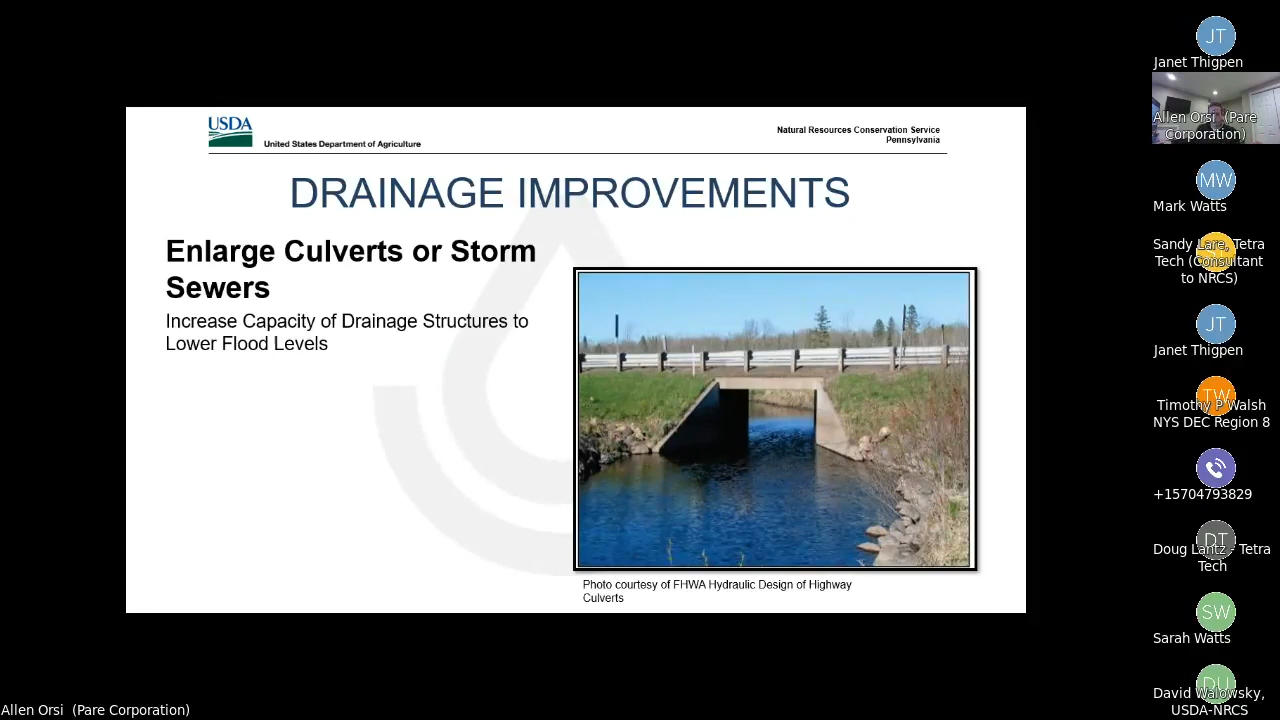 USDA
United States Department of Agriculture
Natural Resources Conservation Service
Pennsylvania
DRAINAGE IMPROVEMENTS
Enlarge Culverts or Storm
Sewers
Increase Capacity of Drainage Structures to
Lower Flood Levels
Photo courtesy of FHWA Hydraulic Design of Highway
Culverts
JT
Janet Thigpen
Allen Orsi (Pare
Corporation)
MW
Mark Watts
Sandy Lare, Tetra
Tech (Consultant
to NRCS)
JT
Janet Thigpen
TW
Timothy P Walsh
NYS DEC Region 8
+15704793829
DT
Doug Lantz - Tetra
Tech
SW
Sarah Watts
DU
David Walowsky,
USDA-NRCS
Allen Orsi (Pare Corporation)